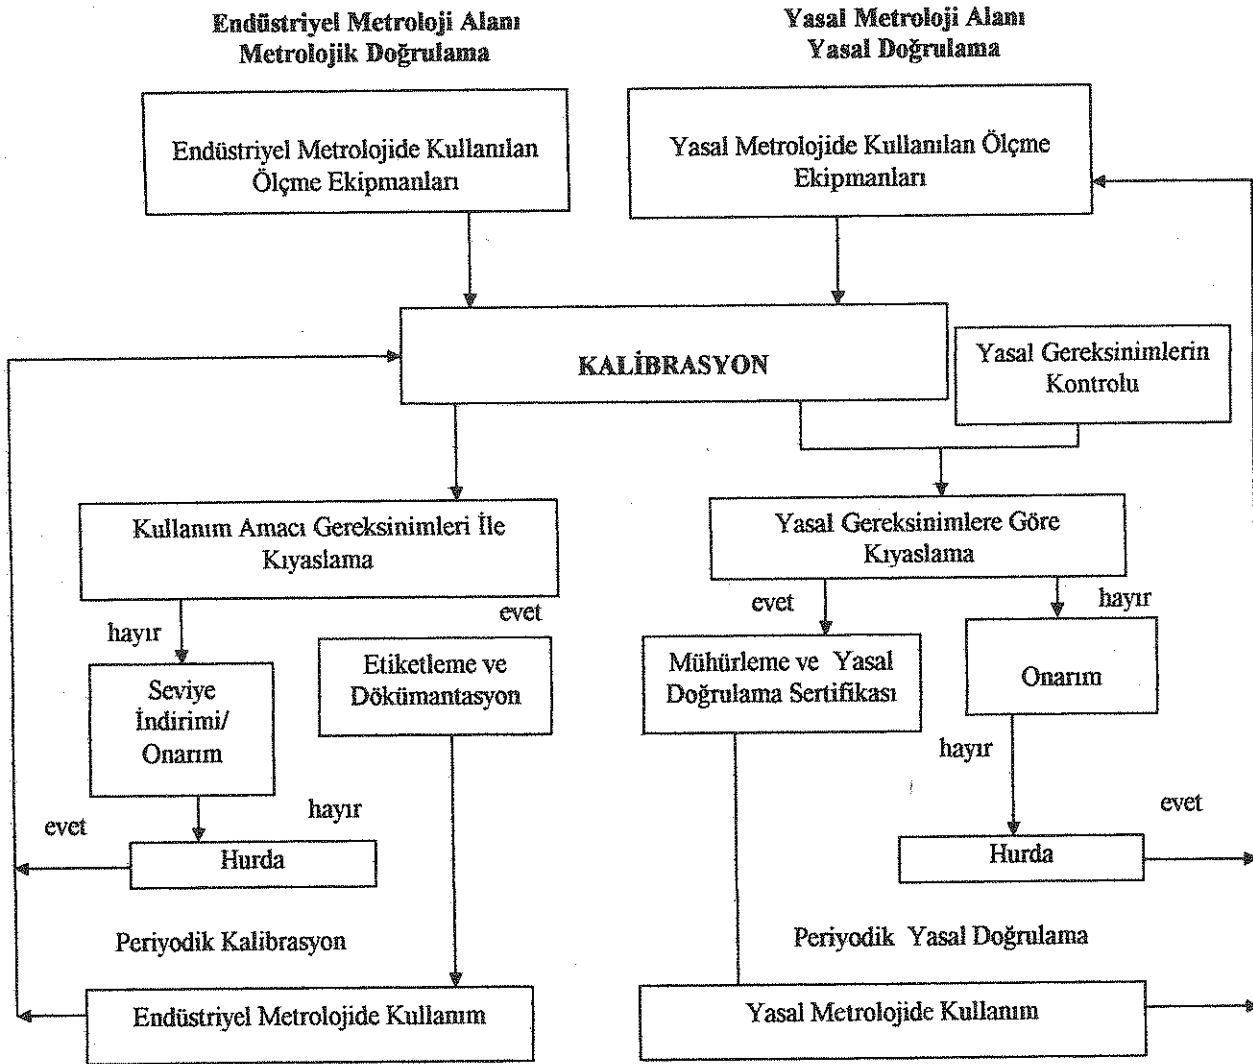 Endüstriyel Metroloji Alanı
Metrolojik Doğrulama
Yasal Metroloji Alanı
Yasal Doğrulama
Endüstriyel Metrolojide Kullanılan
Ölçme Ekipmanları
Yasal Metrolojide Kullanılan Ölçme
Ekipmanları
KALİBRASYON
Yasal Gereksinimlerin
Kontrolu
Kullanım Amacı Gereksinimleri İle
Kıyaslama
Yasal Gereksinimlere Göre
Kıyaslama
hayır
evet
evet
hayır
Seviye
İndirimi/
Onarım
Etiketleme ve
Dökümantasyon
Mühürleme ve Yasal
Doğrulama Sertifikası
Onarım
hayır
evet
hayır
evet
Hurda
Hurda
Periyodik Kalibrasyon
Periyodik Yasal Doğrulama
Endüstriyel Metrolojide Kullanım
Yasal Metrolojide Kullanım